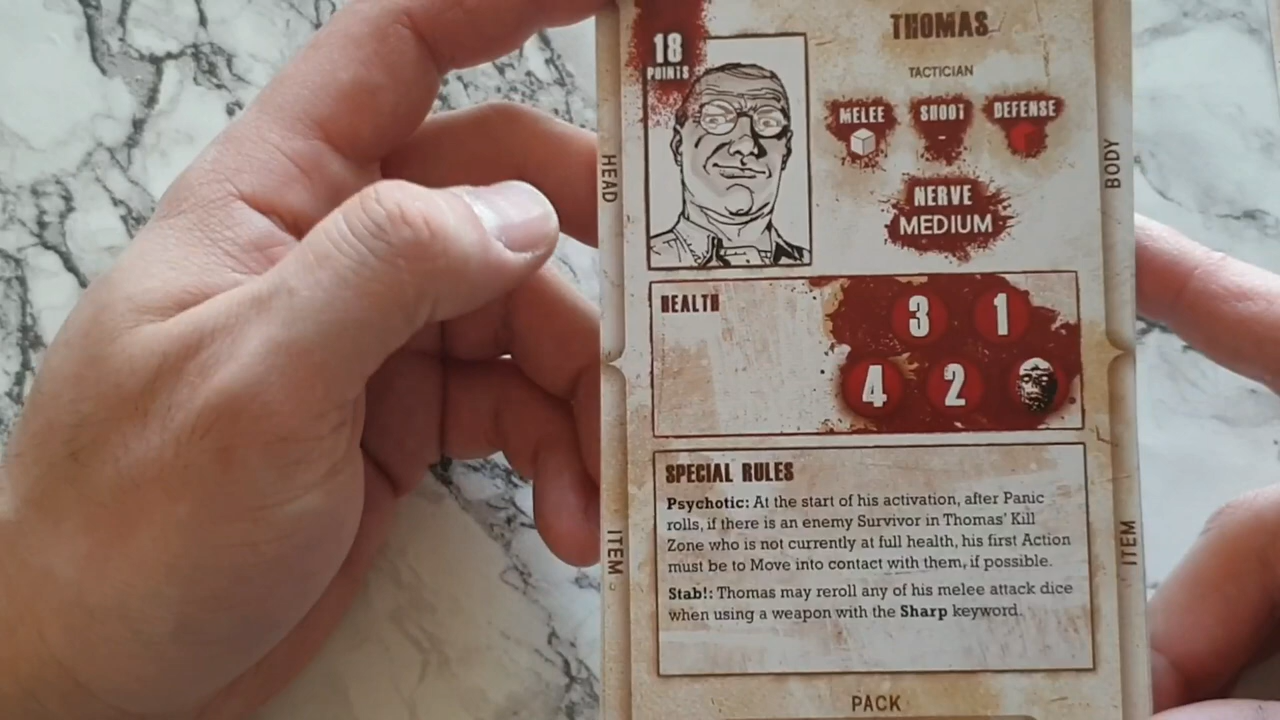 THOMAS
18
POINTS
TACTICIAN
MELEE
SHOOT
DEFENSE
-
HEAD
BODY
NERVE
MEDIUM
HEALTH
3
1
4
2
SPECIAL RULES
Psychotic: At the start of his activation, after Panic
rolls, if there is an enemy Survivor in Thomas' Kill
Zone who is not currently at full health, his first Action
must be to Move into contact with them, if possible.
Stab!: Thomas may reroll any of his melee attack dice
when using a weapon with the Sharp keyword.
ITEM
ITEM
PACK